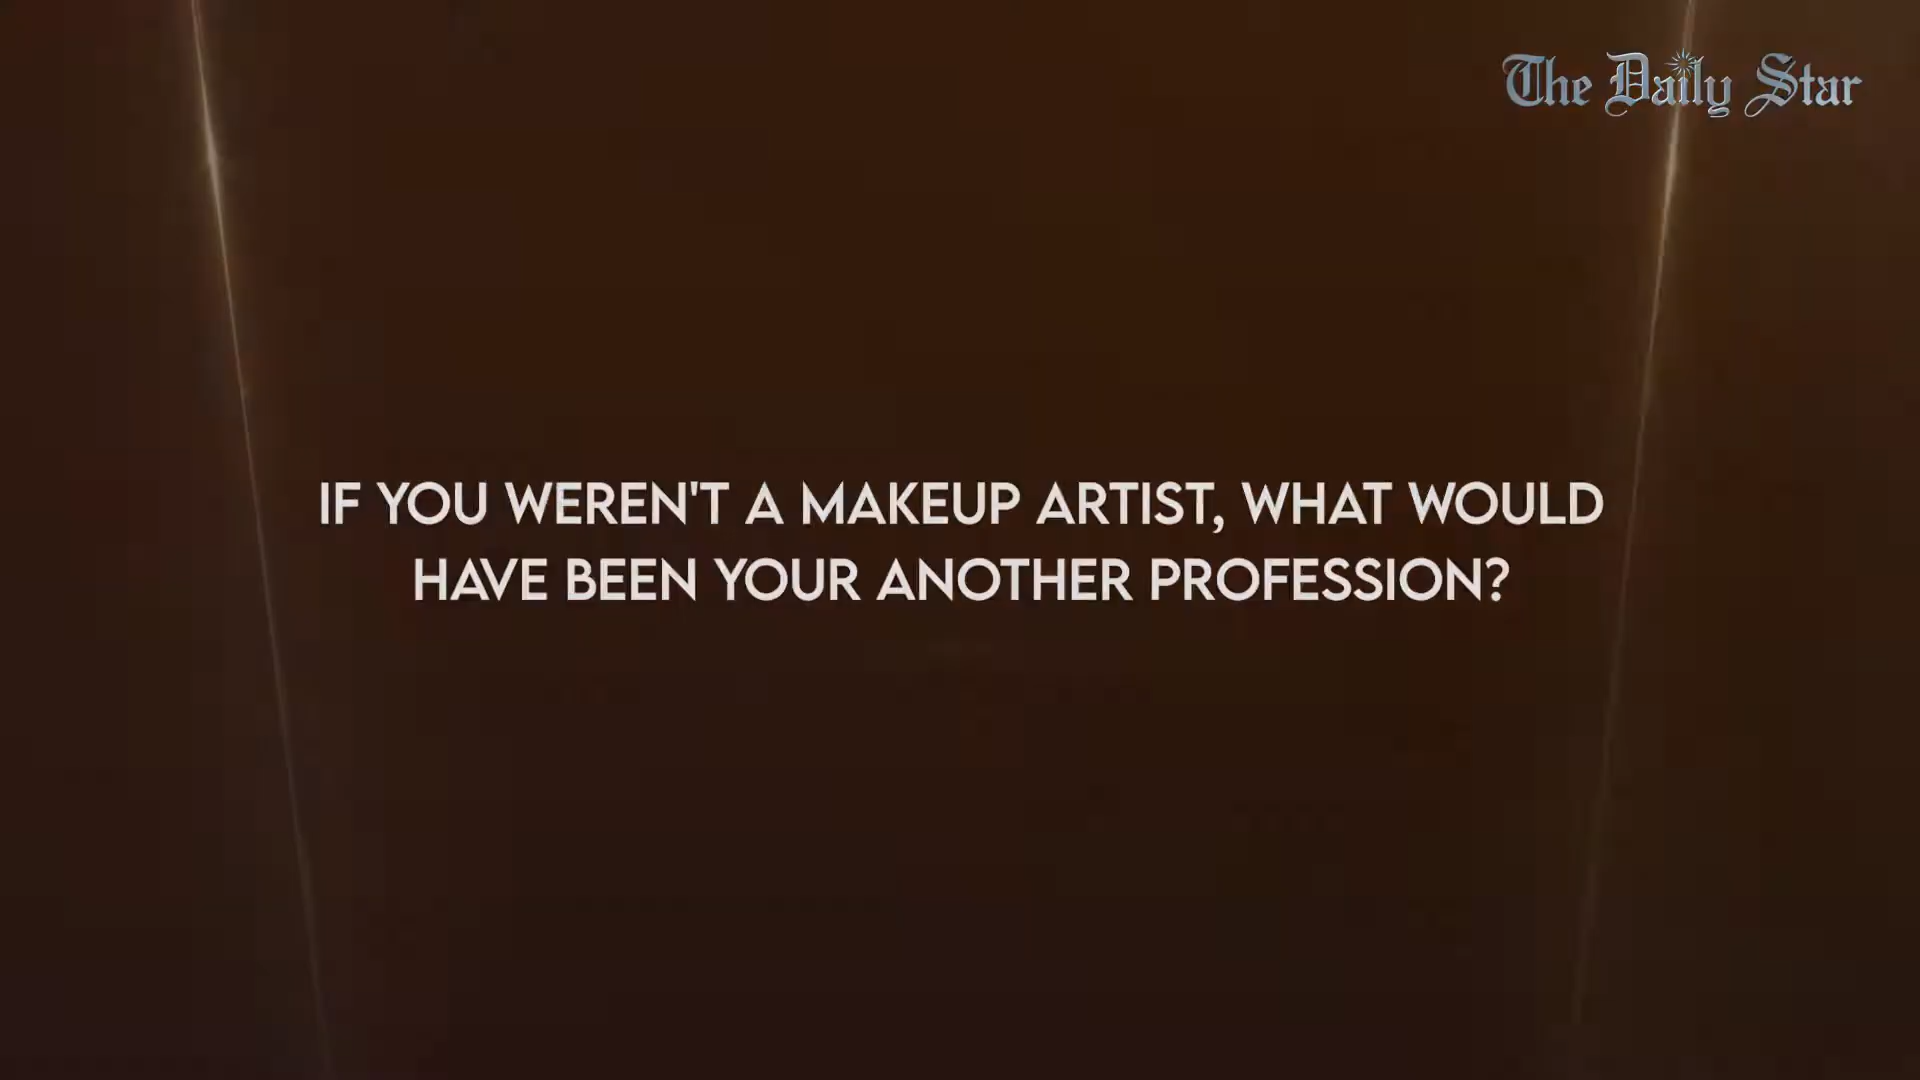 The Daily Star
IF YOU WEREN'T A MAKEUP ARTIST, WHAT WOULD
HAVE BEEN YOUR ANOTHER PROFESSION?